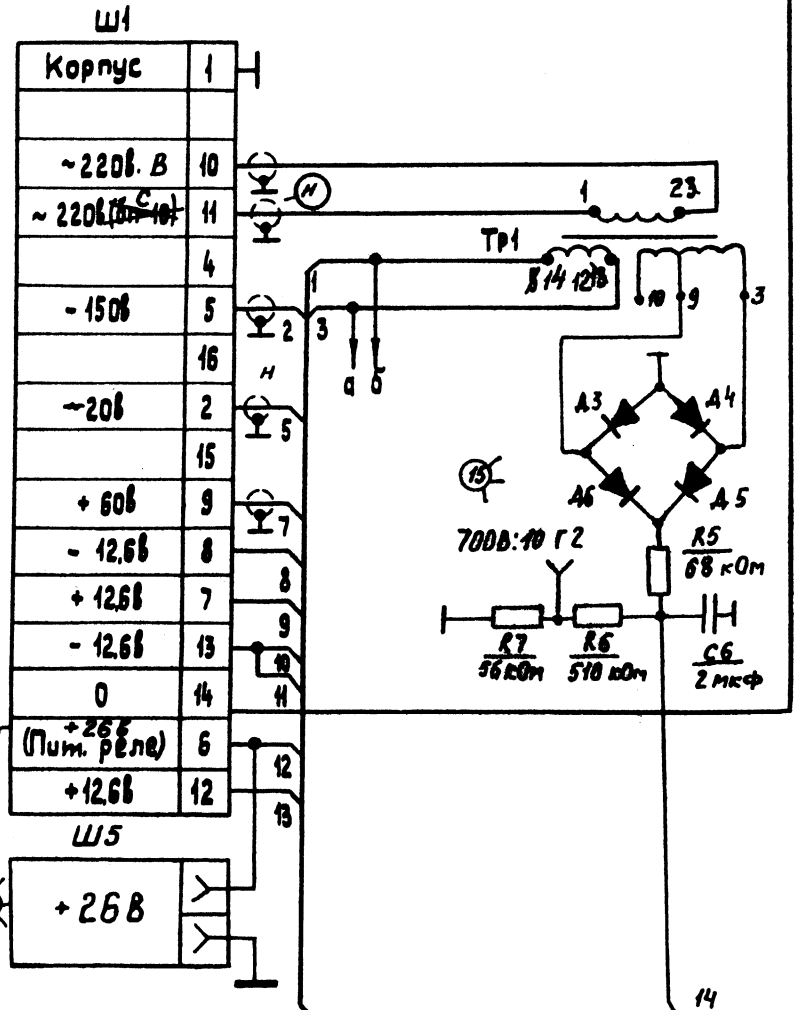 Ш1
Корпус 1
~220в. В 10
С
~ 220в 11
4
- 150в 5
16
~20в 2
15
+ 60в 9
- 12,6в 8
+ 12,6в 7
- 12,6в 13
0 14
+26в
(Пит. реле) 6
+12,6в 12
Ш5
+26В
Н
1
23
Тр1
14 12
10 9 3
1
2 3
а б
Н
5
7
8
9
10
11
12
13
Д3 Д4
Д6 Д5
15
700В:10 Г2
R5
68 кОм
R7
56 кОм
R6
510 кОм
С6
2 мкф
14